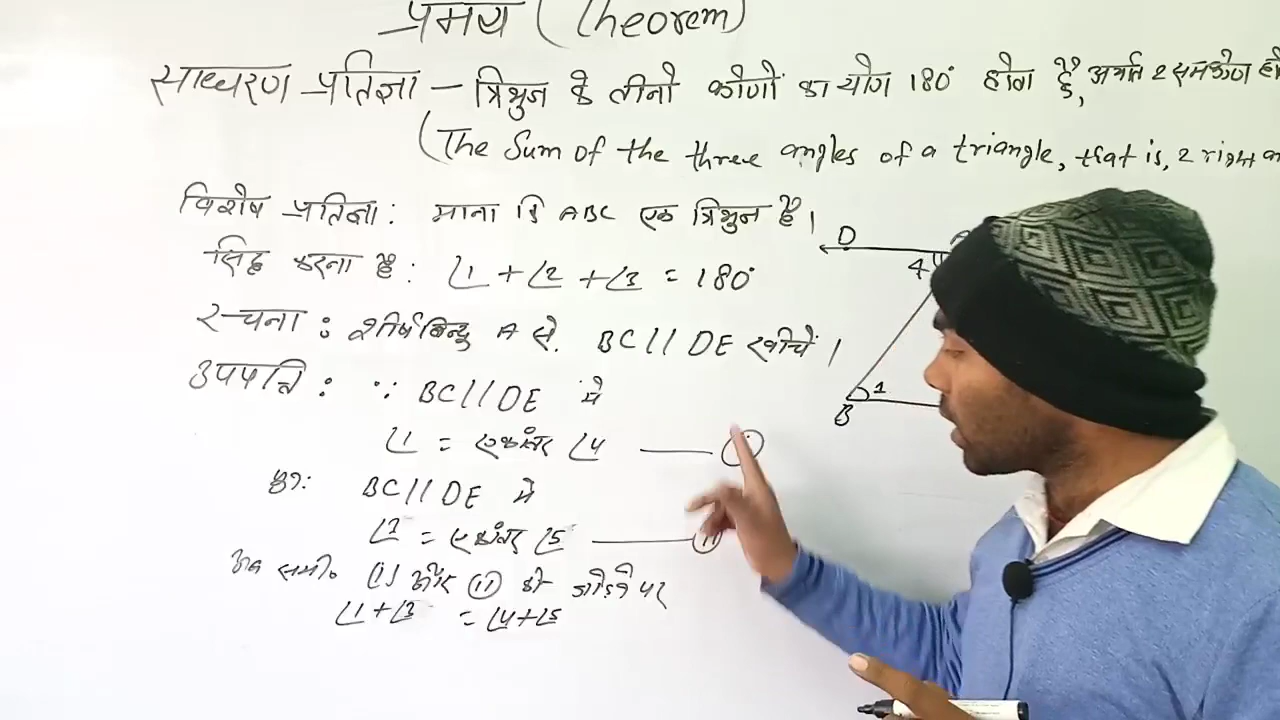 प्रमेय ( Theorem)
साधारण प्रतिज्ञा – त्रिभुज के तीनो कोणों का योग 180° होता है, अर्थात 2 समकोण हो
(The Sum of the three angles of a triangle, that is, 2 right an
विशेष प्रतिज्ञा : माना कि ABC एक त्रिभुज है।
सिद्ध करना है : ∠1 + ∠2 + ∠3 = 180°
रचना : शीर्षबिन्दु A से. BC // DE खींचें।
उपपत्ति : ∵ BC // DE में
∠1 = एकांतर ∠4 —— (i)
पुनः BC // DE में
= एकांतर ∠5 —— (ii)
अब समी० (i) और (ii) को जोड़ने पर
∠1 + ∠3 = ∠4 + ∠5
D
4
B 1